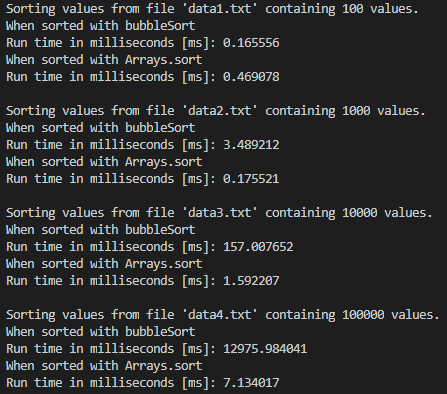 Sorting values from file 'data1.txt' containing 100 values.
When sorted with bubbleSort
Run time in milliseconds [ms]: 0.165556
When sorted with Arrays.sort
Run time in milliseconds [ms]: 0.469078
Sorting values from file 'data2.txt' containing 1000 values.
When sorted with bubbleSort
Run time in milliseconds [ms]: 3.489212
When sorted with Arrays.sort
Run time in milliseconds [ms]: 0.175521
Sorting values from file 'data3.txt' containing 10000 values.
When sorted with bubbleSort
Run time in milliseconds [ms]: 157.007652
When sorted with Arrays.sort
Run time in milliseconds [ms]: 1.592207
Sorting values from file 'data4.txt' containing 100000 values.
When sorted with bubbleSort
Run time in milliseconds [ms]: 12975.984041
When sorted with Arrays.sort
Run time in milliseconds [ms]: 7.134017